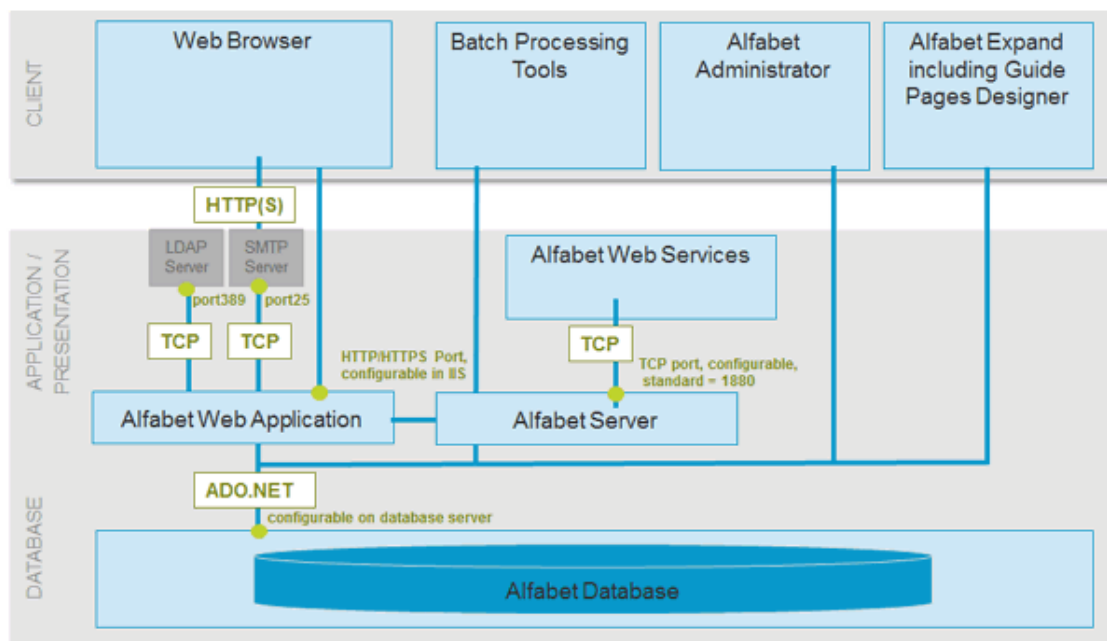 CLIENT
Web Browser
Batch Processing
Tools
Alfabet
Administrator
Alfabet Expand
including Guide
Pages Designer
HTTP(S)
APPLICATION /
PRESENTATION
LDAP
Server
SMTP
Server
port389
port25
TCP
TCP
Alfabet Web Services
TCP
HTTP/HTTPS Port,
configurable in IIS
TCP port, configurable,
standard = 1880
Alfabet Web Application
Alfabet Server
DATABASE
ADO.NET
configurable on database server
Alfabet Database